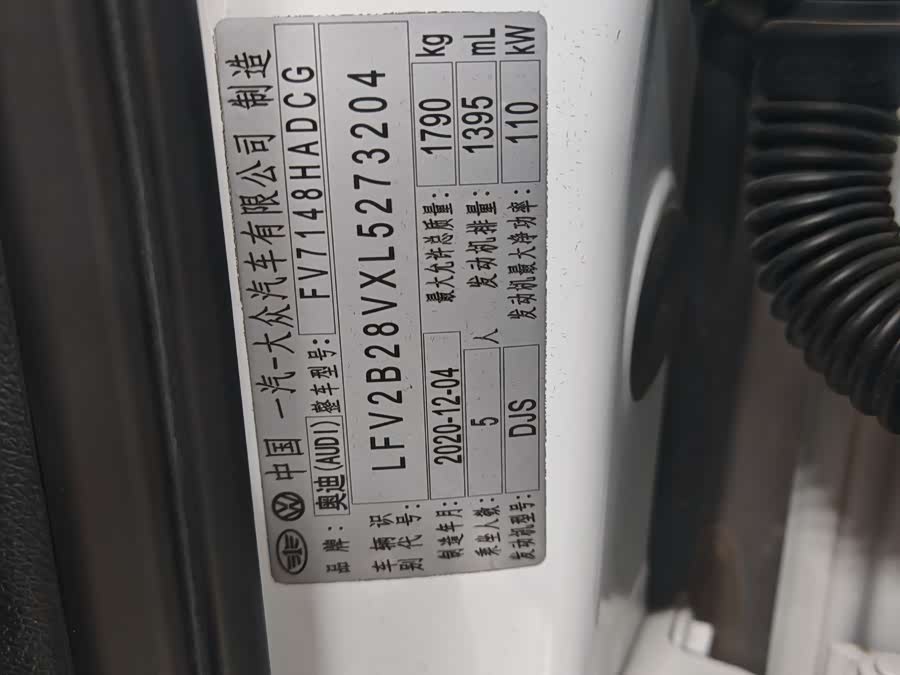 中国 一汽-大众汽车有限公司 制造
品牌: 奥迪(AUDI) 整车型号: FV7148HADCG
车辆识别代号: LFV2B28VXL5273204
制造年月: 2020-12-04 最大允许总质量: 1790 kg
乘坐人数: 5 人 发动机排量: 1395 mL
发动机型号: DJS 发动机最大净功率: 110 kW